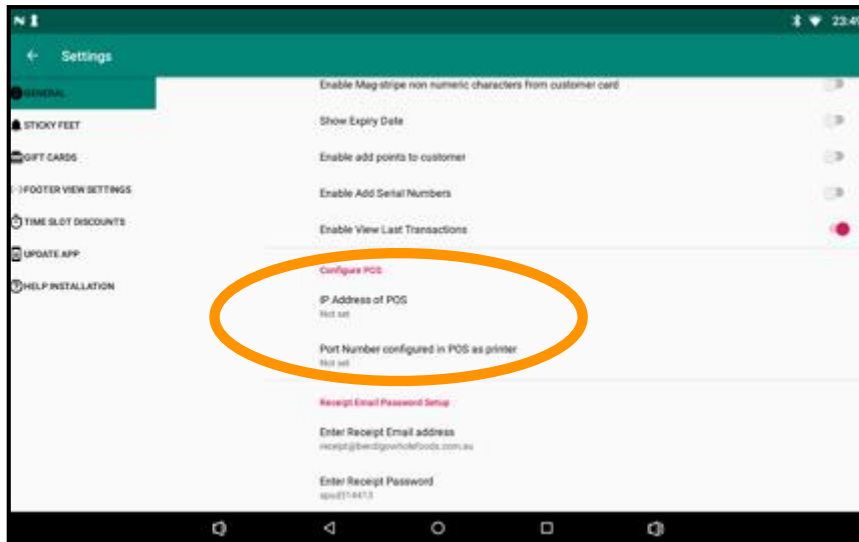 23:49
Settings
GENERAL
STICKY FEET
GIFT CARDS
FOOTER VIEW SETTINGS
TIME SLOT DISCOUNTS
UPDATE APP
HELP INSTALLATION
Enable Mag-stripe non numeric characters from customer card
Show Expiry Date
Enable add points to customer
Enable Add Serial Numbers
Enable View Last Transactions
Configure POS
IP Address of POS
Not set
Port Number configured in POS as printer
Not set
Receipt Email Password Setup
Enter Receipt Email address
Enter Receipt Password